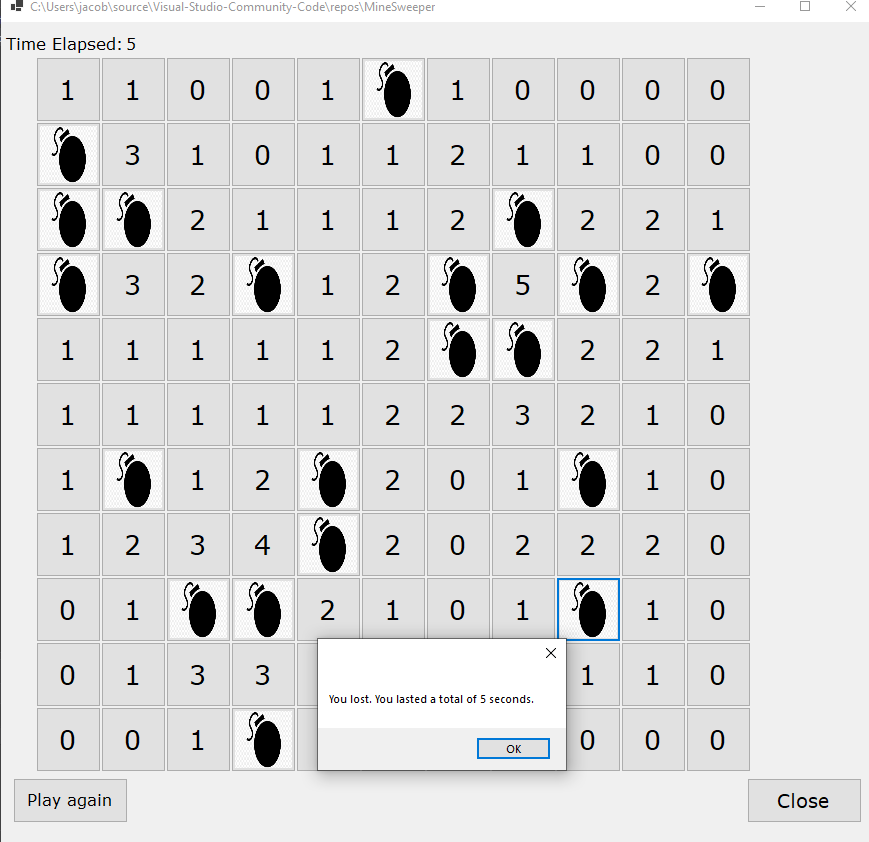 C:\Users\jacob\source\Visual-Studio-Community-Code\repos\MineSweeper
Time Elapsed: 5
1 1 0 0 1 1 0 0 0 0
3 1 0 1 1 2 1 1 0 0
2 1 1 1 2 2 2 1
3 2 1 2 5 2
1 1 1 1 1 2 2 2 1
1 1 1 1 1 2 2 3 2 1 0
1 1 2 2 0 1 1 0
1 2 3 4 2 0 2 2 2 0
0 1 2 1 0 1 1 0
0 1 3 3 1 1 0
You lost. You lasted a total of 5 seconds.
0 0 1 0 0 0
OK
Play again
Close